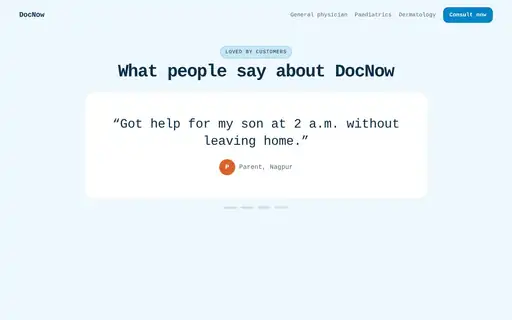 DocNow
General physician Paediatrics Dermatology Consult now
LOVED BY CUSTOMERS
What people say about DocNow
“Got help for my son at 2 a.m. without
leaving home.”
P Parent, Nagpur